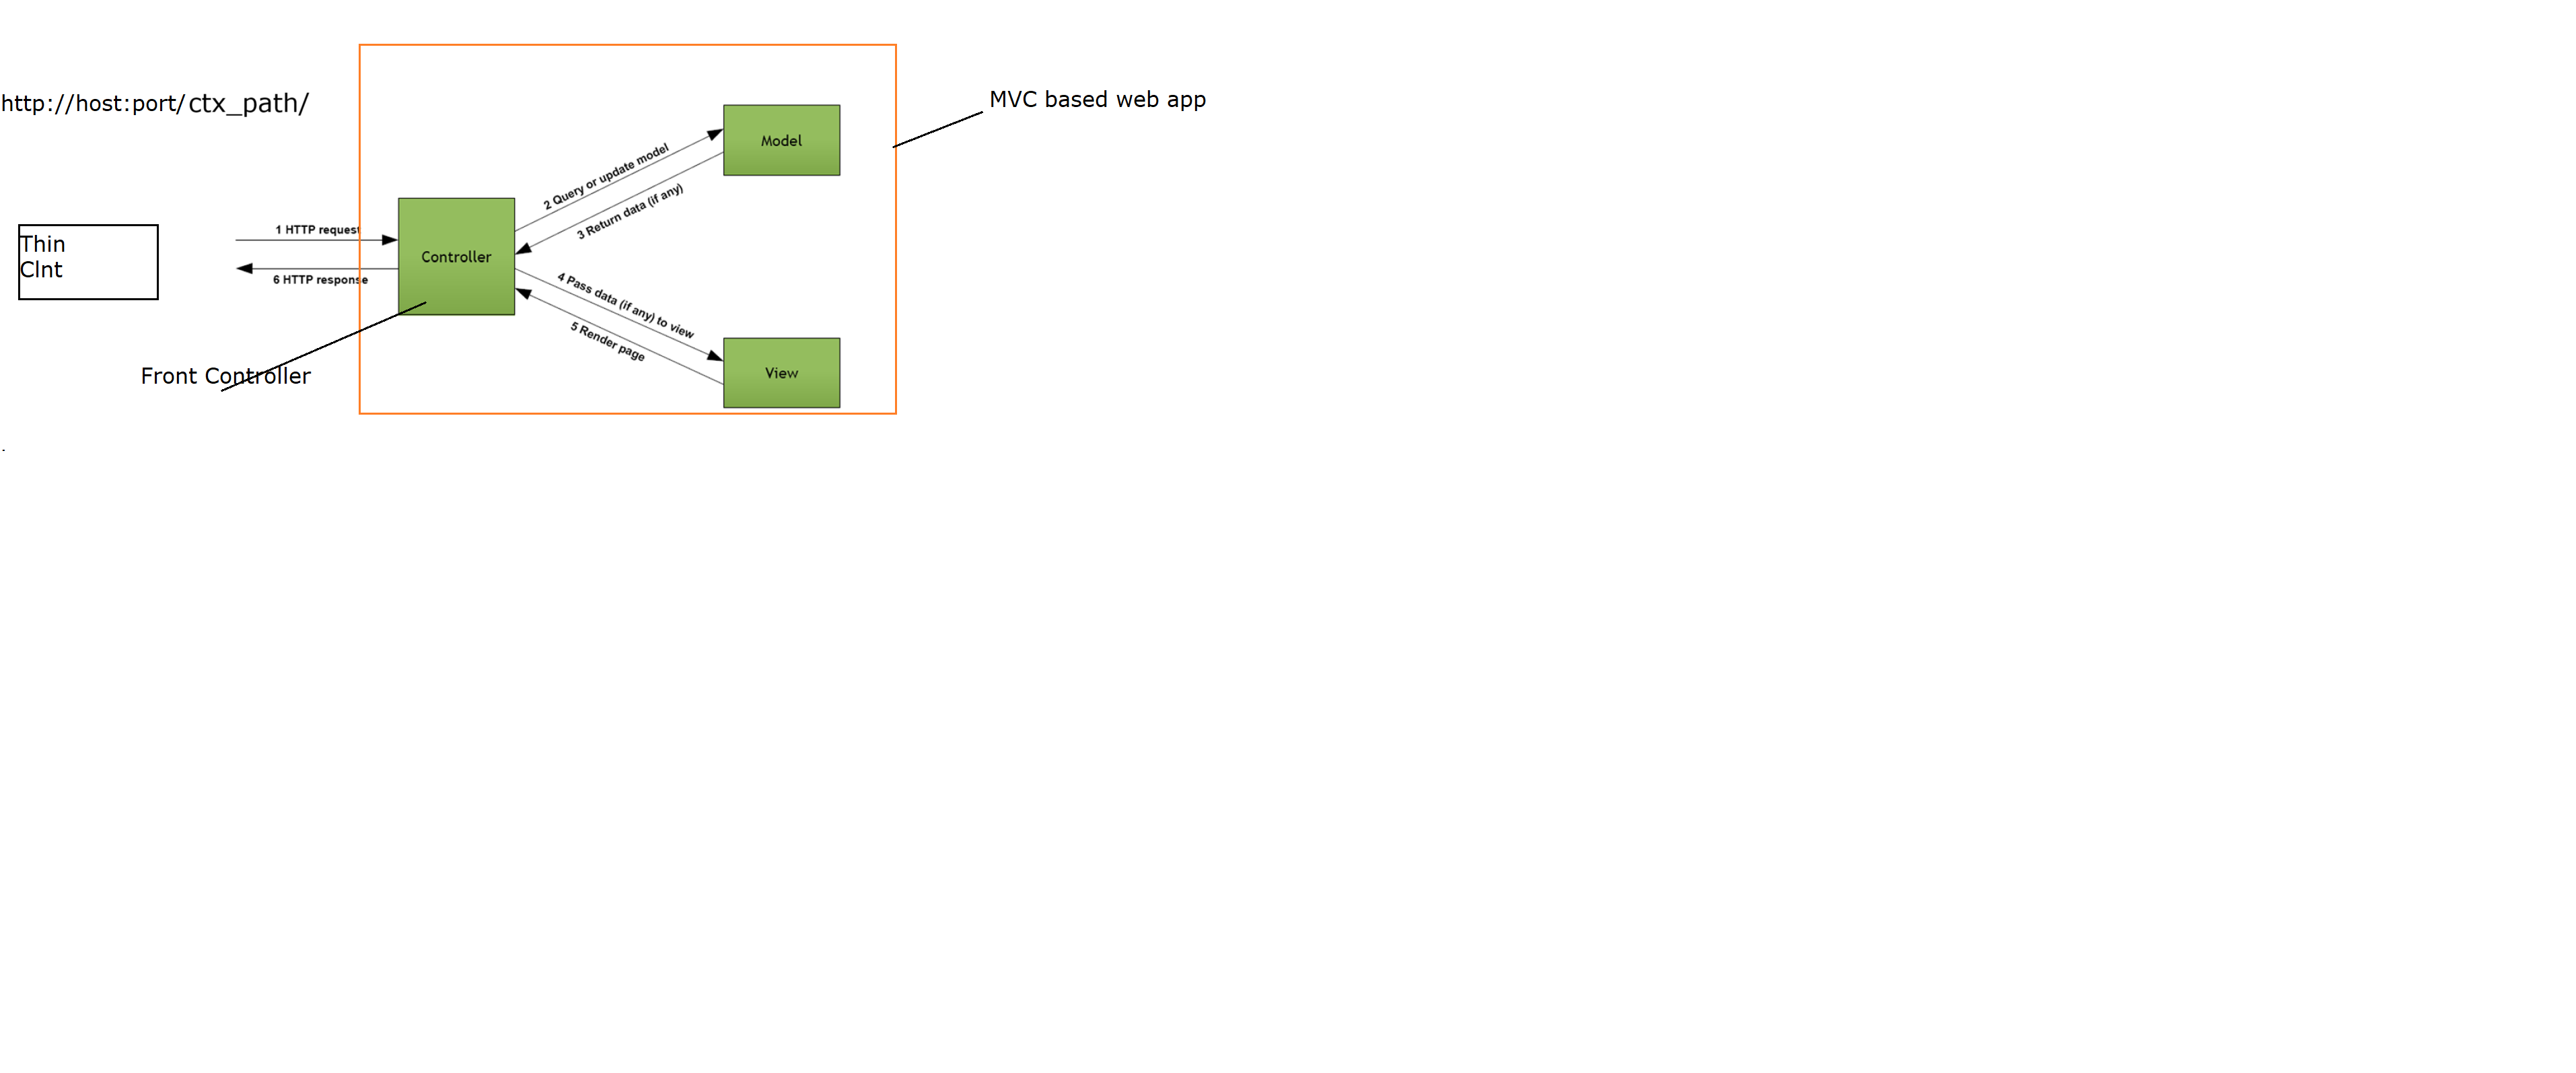 http://host:port/ctx_path/
MVC based web app
Model
2 Query or update model
3 Return data (if any)
1 HTTP request
Thin
Clnt
Controller
6 HTTP response
4 Pass data (if any) to view
5 Render page
Front Controller
View
.